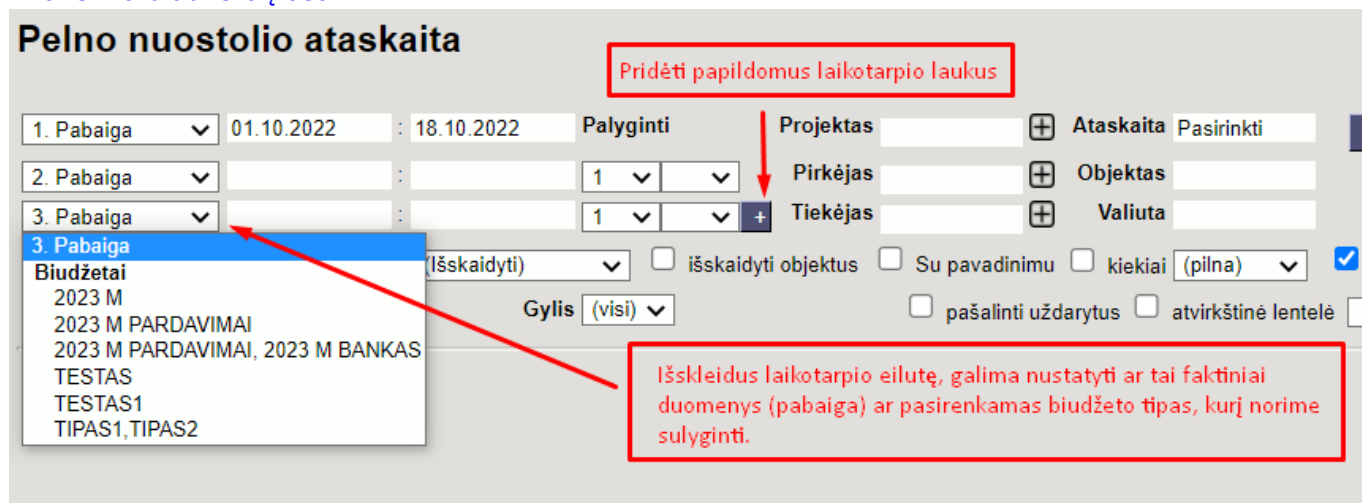 Pelno nuostolio ataskaita
Pridėti papildomus laikotarpio laukus
1. Pabaiga 01.10.2022 : 18.10.2022 Palyginti Projektas Ataskaita Pasirinkti
2. Pabaiga : 1 Pirkėjas Objektas
3. Pabaiga : 1 + Tiekėjas Valiuta
3. Pabaiga
Biudžetai (Išskaidyti) išskaidyti objektus Su pavadinimu kiekiai (pilna)
2023 M Gylis (visi) pašalinti uždarytus atvirkštinė lentelė
2023 M PARDAVIMAI
2023 M PARDAVIMAI, 2023 M BANKAS
TESTAS
TESTAS1
TIPAS1,TIPAS2
Išskleidus laikotarpio eilutę, galima nustatyti ar tai faktiniai
duomenys (pabaiga) ar pasirenkamas biudžeto tipas, kurį norime
sulyginti.